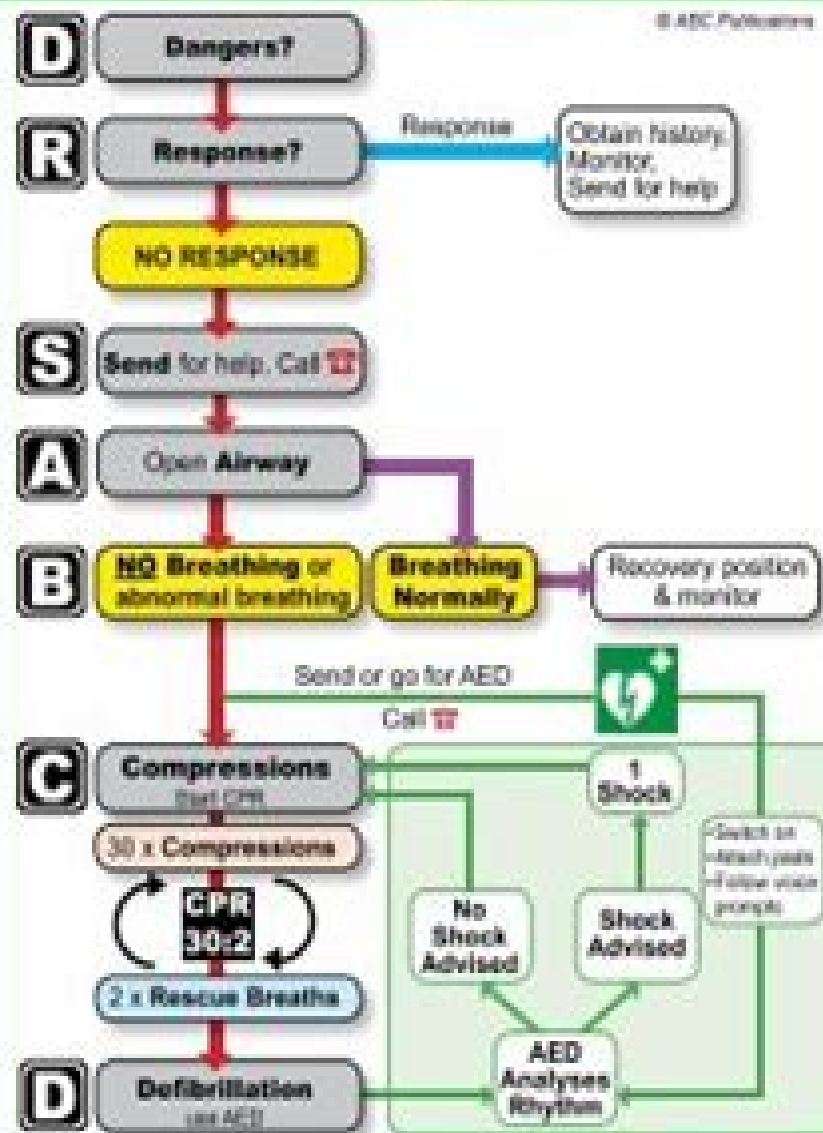 © ABC Publications
D
Dangers?
R
Response?
Response
Obtain history,
Monitor,
Send for help
NO RESPONSE
S
Send for help. Call ☎
A
Open Airway
B
NO Breathing or
abnormal breathing
Breathing
Normally
Recovery position
& monitor
Send or go for AED
Call ☎
C
Compressions
Start CPR
30 x Compressions
CPR
30:2
2 x Rescue Breaths
1
Shock
•Switch on
•Attach pads
•Follow voice
prompts
No
Shock
Advised
Shock
Advised
AED
Analyses
Rhythm
D
Defibrillation
use AED